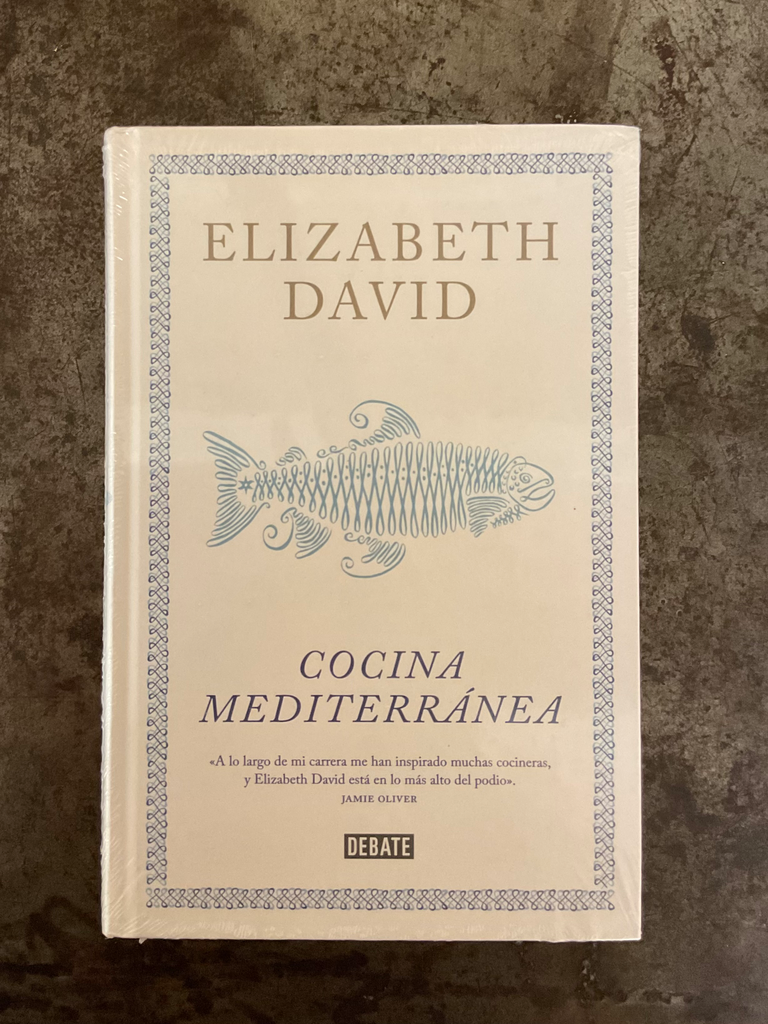 ELIZABETH
DAVID
COCINA
MEDITERRÁNEA
«A lo largo de mi carrera me han inspirado muchas cocineras,
y Elizabeth David está en lo más alto del podio».
JAMIE OLIVER
DEBATE